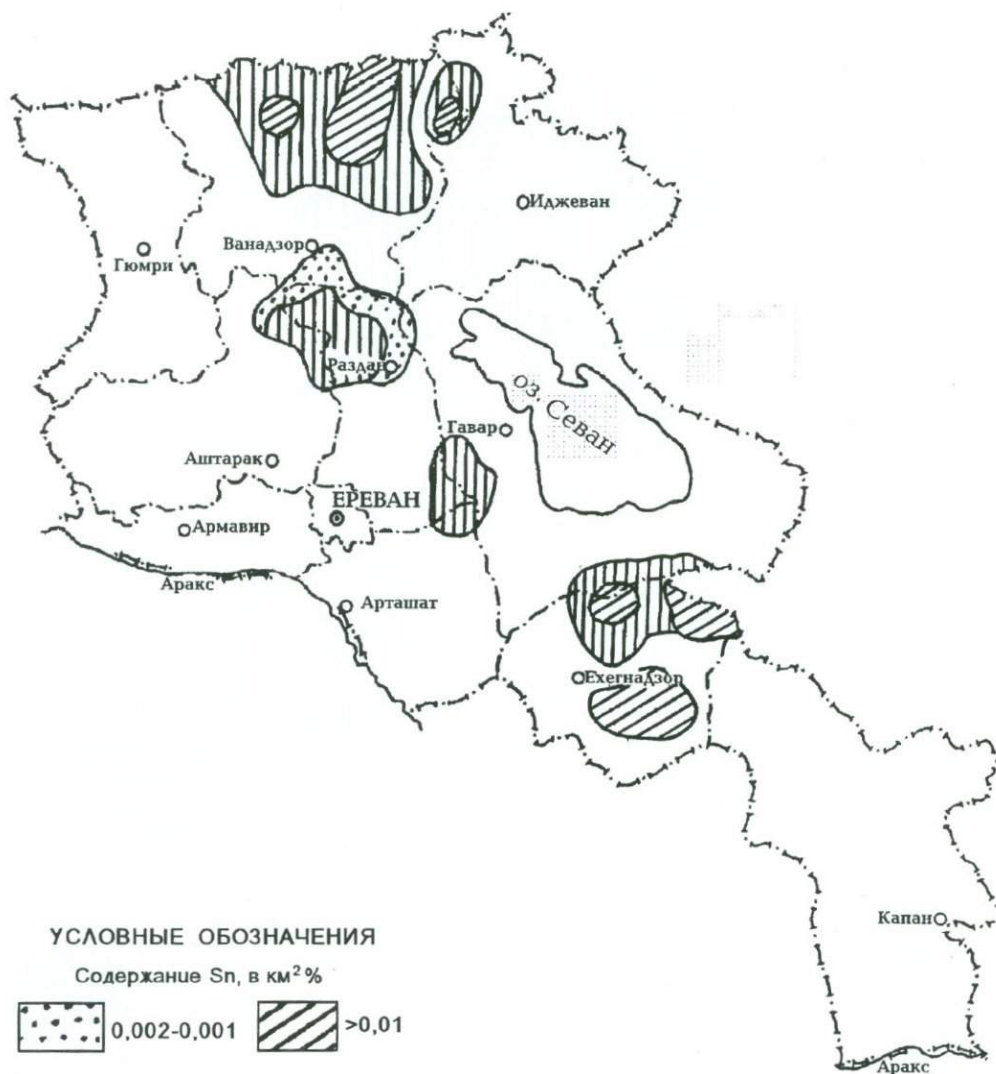 Иджеван
Ванадзор
Гюмри
Раздан
оз. Севан
Гавар
Аштарак
ЕРЕВАН
Армавир
Аракс
Арташат
Ехегнадзор
Капан
УСЛОВНЫЕ ОБОЗНАЧЕНИЯ
Содержание Sn, в км² %
0,002-0,001 >0,01
Аракс